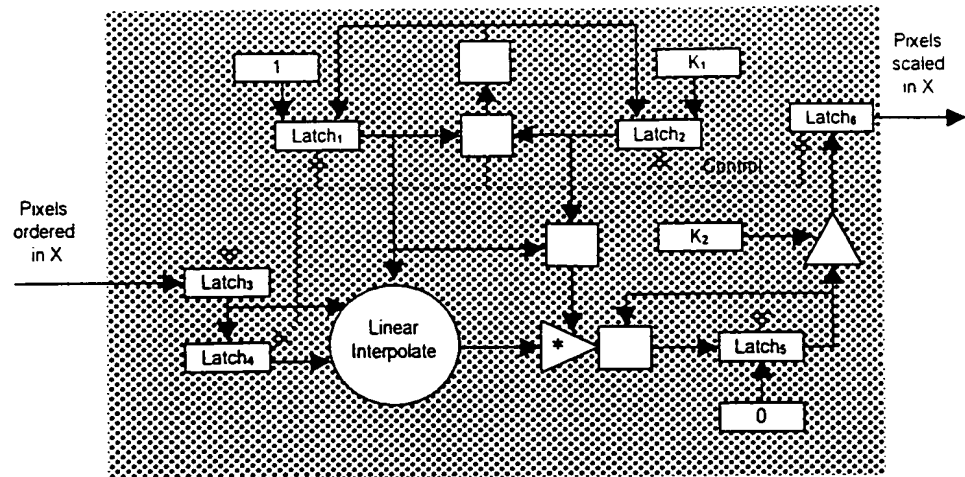 Pixels
scaled
in X
1
K₁
Latch₁
Latch₂
Latch₆
Control
Pixels
ordered
in X
K₂
Latch₃
Linear
Interpolate
*
Latch₄
Latch₅
0